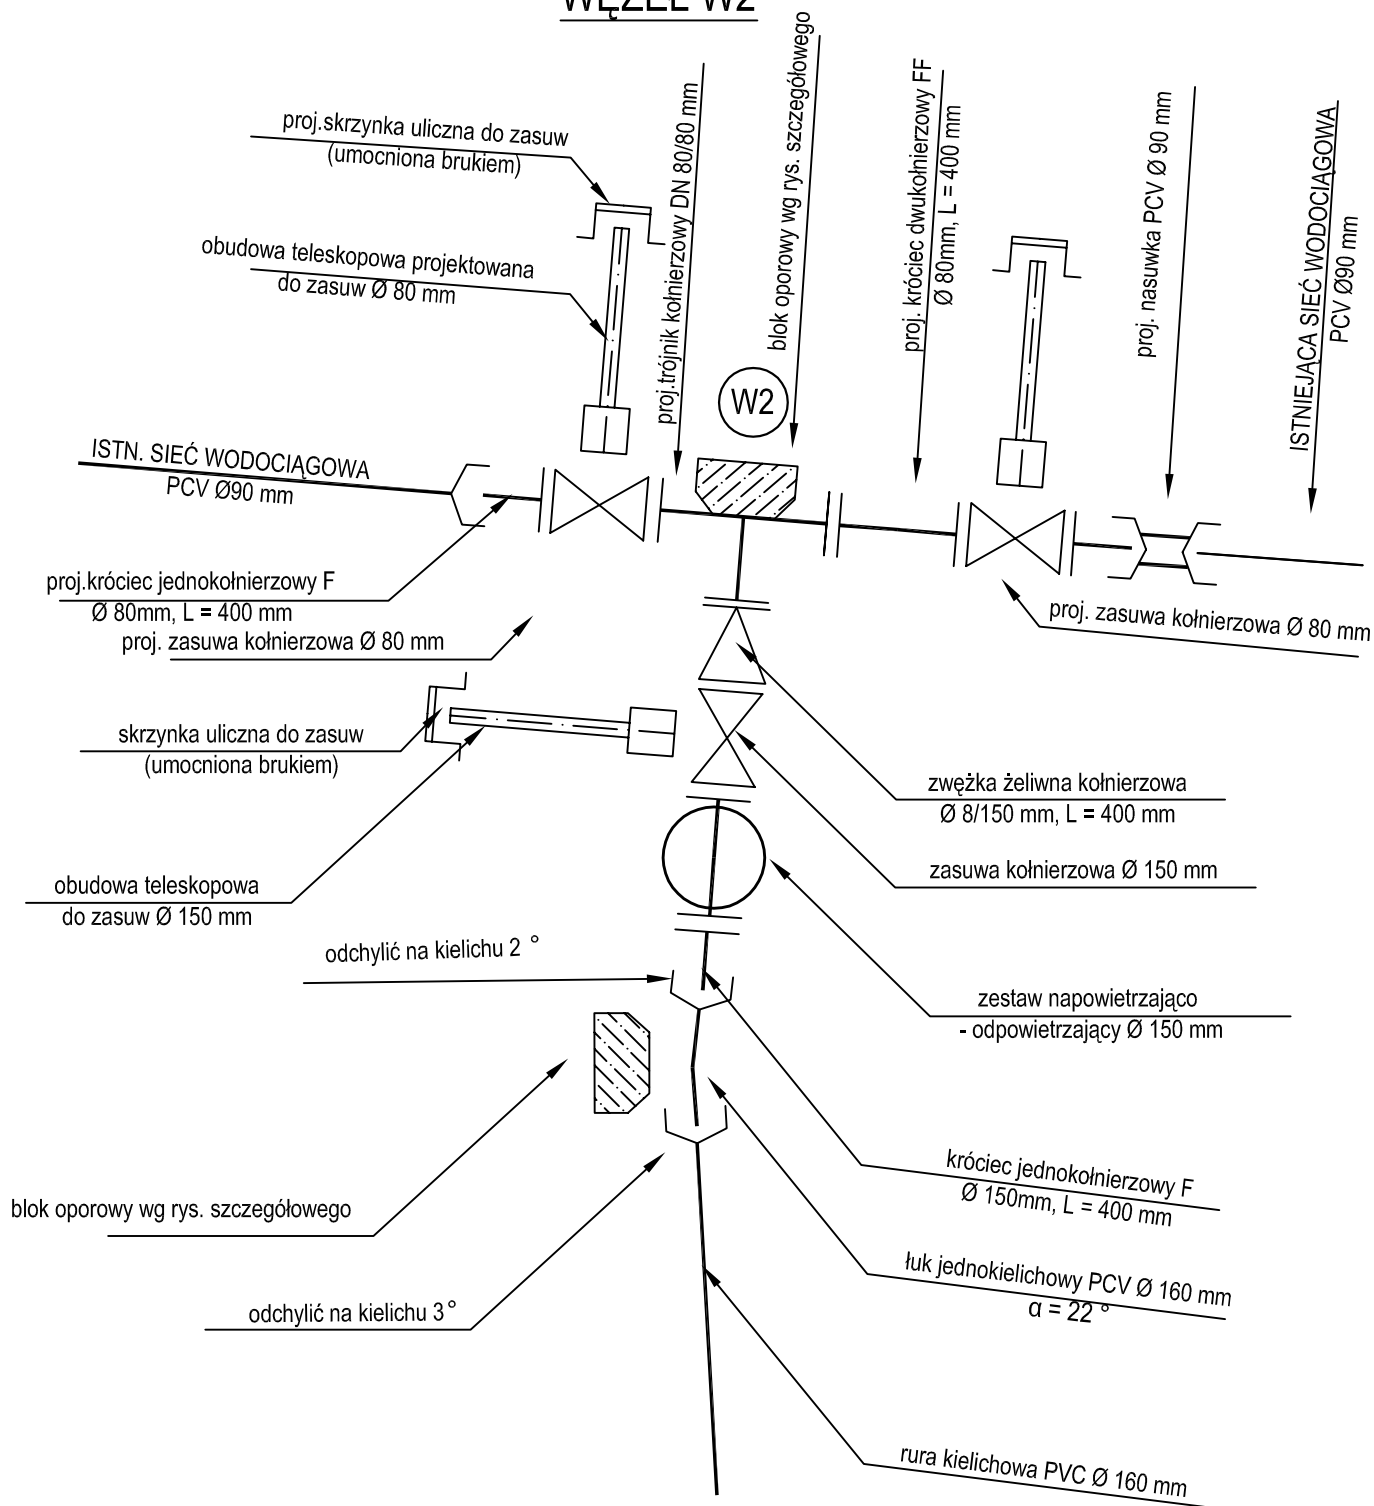 WĘZEŁ W2
proj.skrzynka uliczna do zasuw
(umocniona brukiem)
obudowa teleskopowa projektowana
do zasuw Ø 80 mm
proj.trójnik kołnierzowy DN 80/80 mm
blok oporowy wg rys. szczegółowego
proj. króciec dwukołnierzowy FF
Ø 80mm, L = 400 mm
proj. nasuwka PCV Ø 90 mm
ISTNIEJĄCA SIEĆ WODOCIĄGOWA
PCV Ø90 mm
W2
ISTN. SIEĆ WODOCIĄGOWA
PCV Ø90 mm
proj.króciec jednokołnierzowy F
Ø 80mm, L = 400 mm
proj. zasuwa kołnierzowa Ø 80 mm
proj. zasuwa kołnierzowa Ø 80 mm
skrzynka uliczna do zasuw
(umocniona brukiem)
zwężka żeliwna kołnierzowa
Ø 8/150 mm, L = 400 mm
zasuwa kołnierzowa Ø 150 mm
obudowa teleskopowa
do zasuw Ø 150 mm
odchylić na kielichu 2 °
zestaw napowietrzająco
- odpowietrzający Ø 150 mm
króciec jednokołnierzowy F
Ø 150mm, L = 400 mm
blok oporowy wg rys. szczegółowego
łuk jednokielichowy PCV Ø 160 mm
α = 22 °
odchylić na kielichu 3 °
rura kielichowa PVC Ø 160 mm